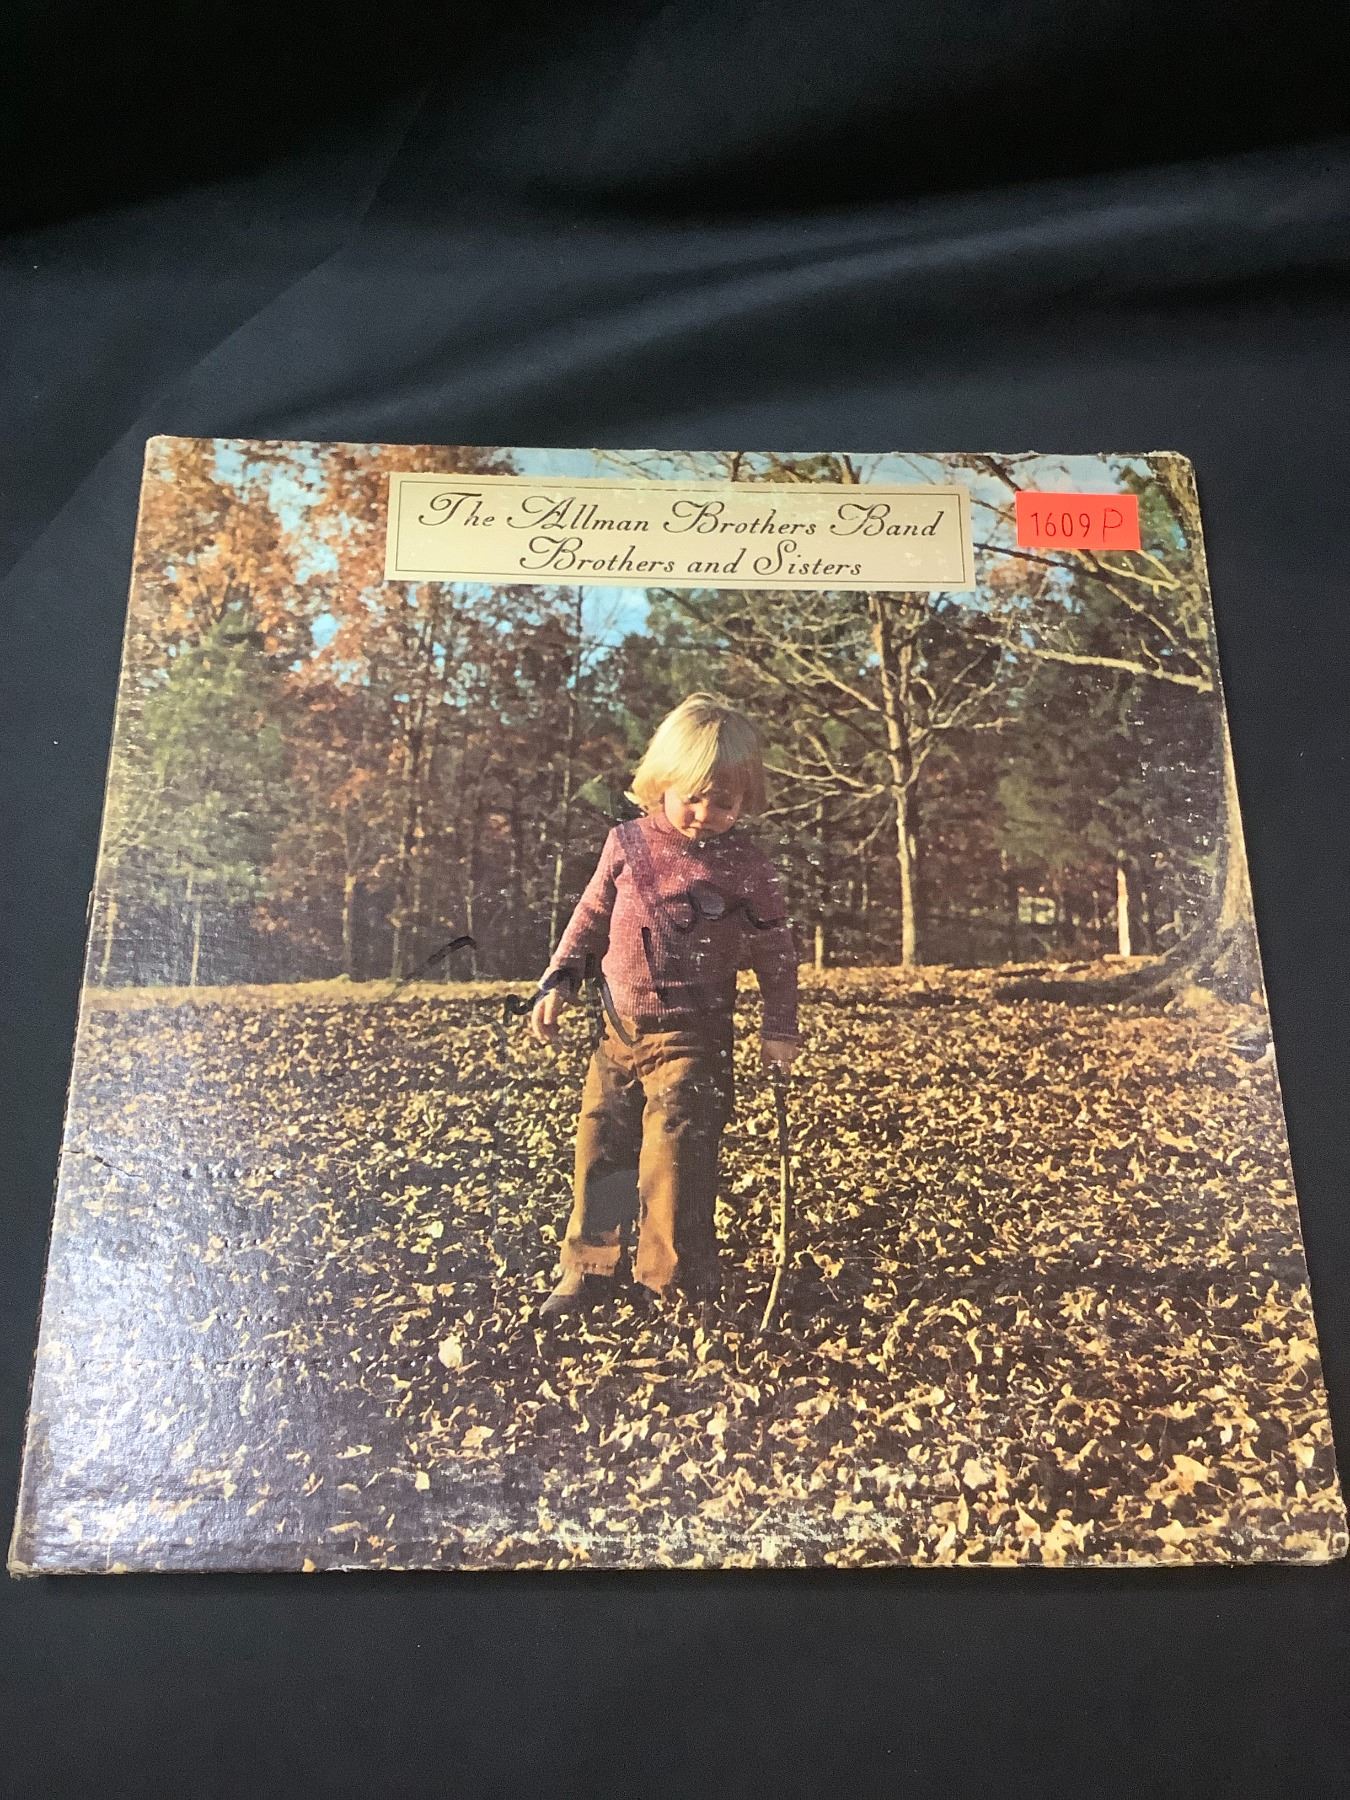 The Allman Brothers Band
Brothers and Sisters
1609 P